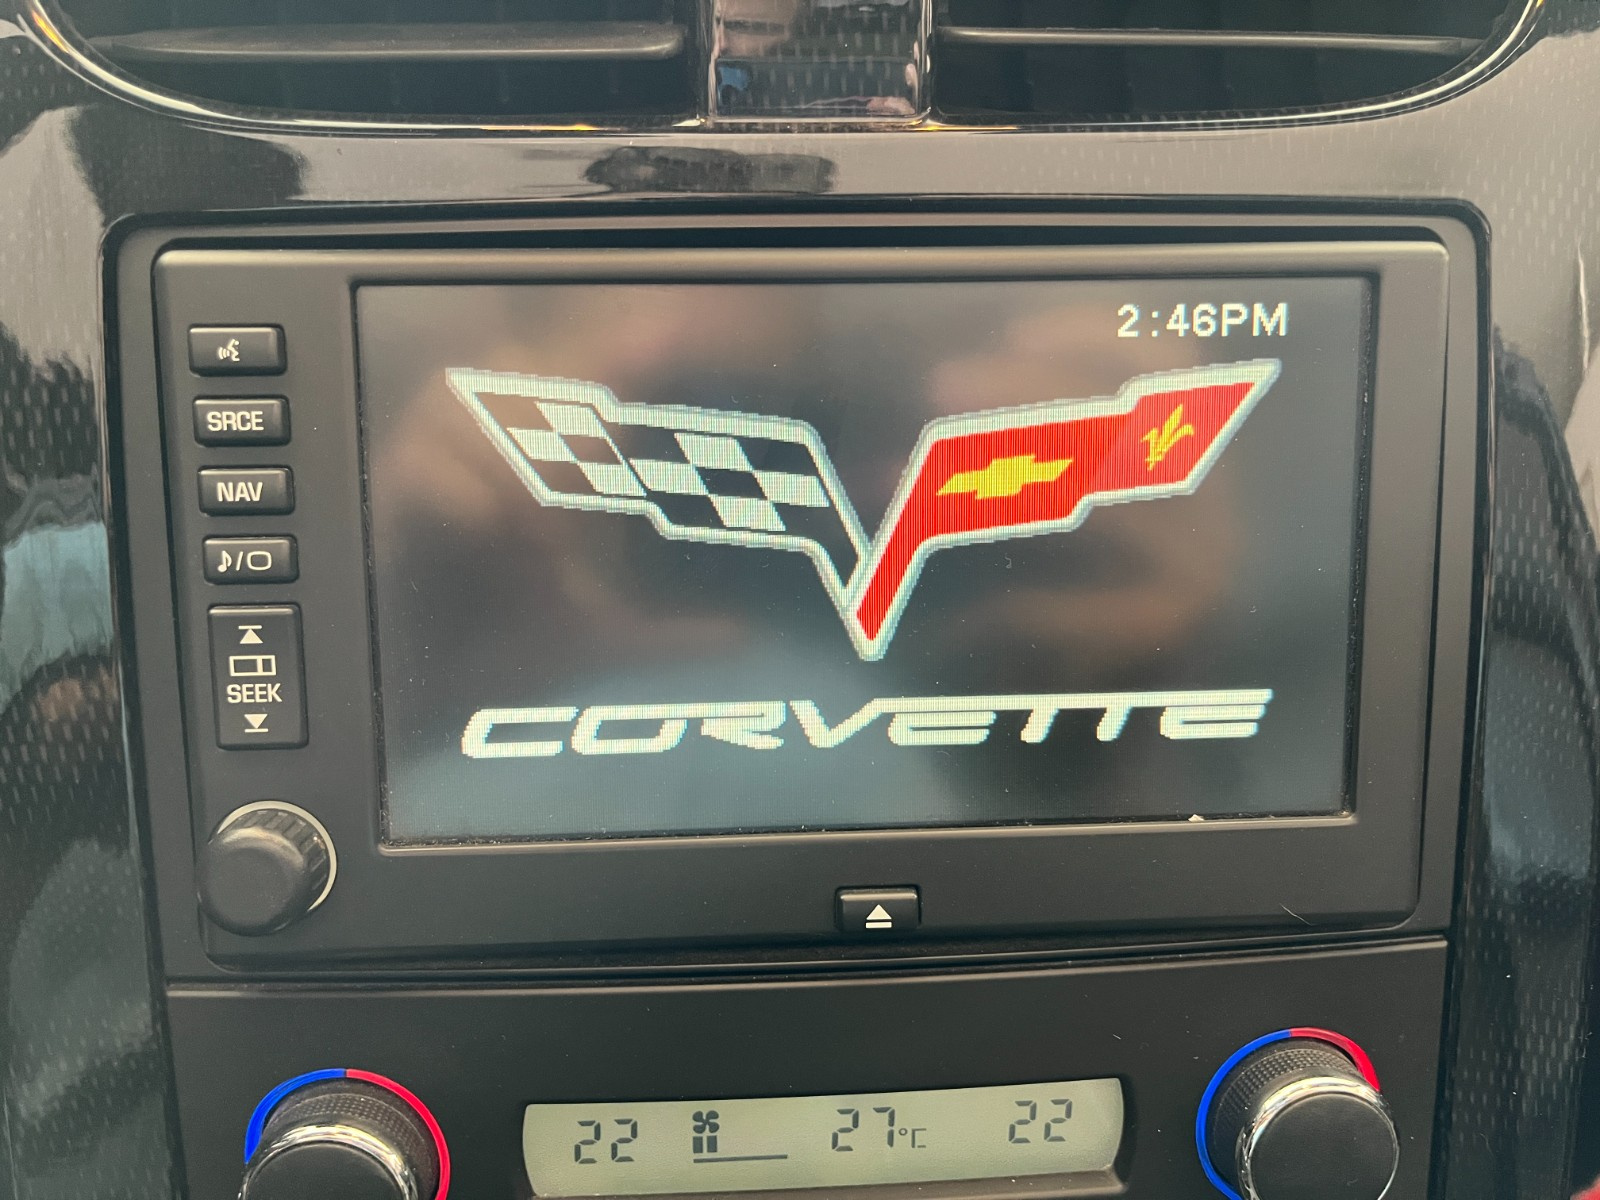 2:46PM
SRCE
NAV
SEEK
CORVETTE
22 27°C 22